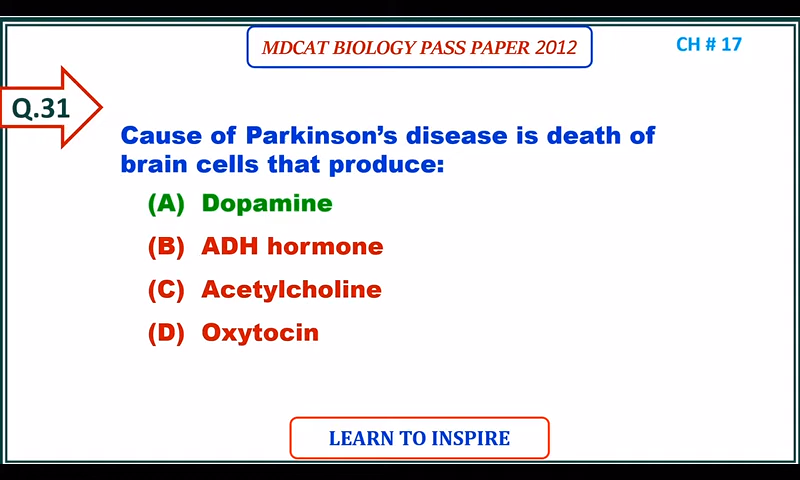 MDCAT BIOLOGY PASS PAPER 2012
CH # 17
Q.31
Cause of Parkinson's disease is death of
brain cells that produce:
(A) Dopamine
(B) ADH hormone
(C) Acetylcholine
(D) Oxytocin
LEARN TO INSPIRE